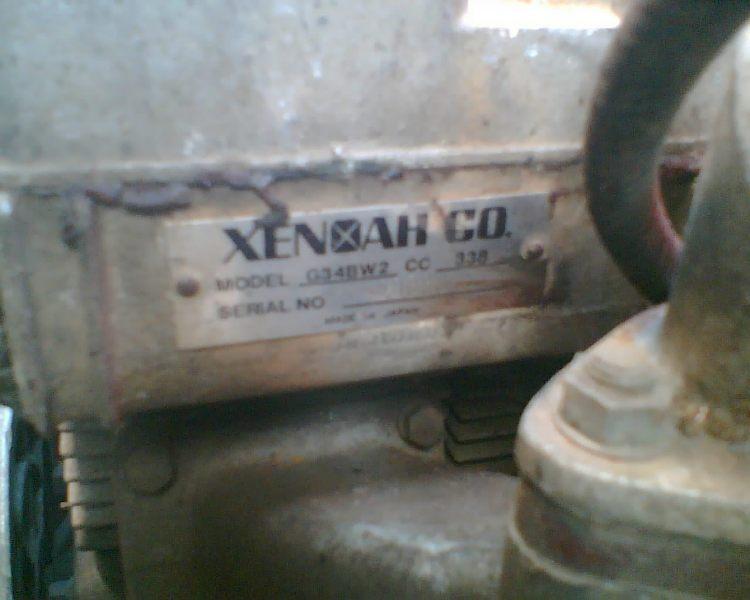 XENOAH CO.
MODEL G34BW2 CC 338
SERIAL NO
MADE IN JAPAN